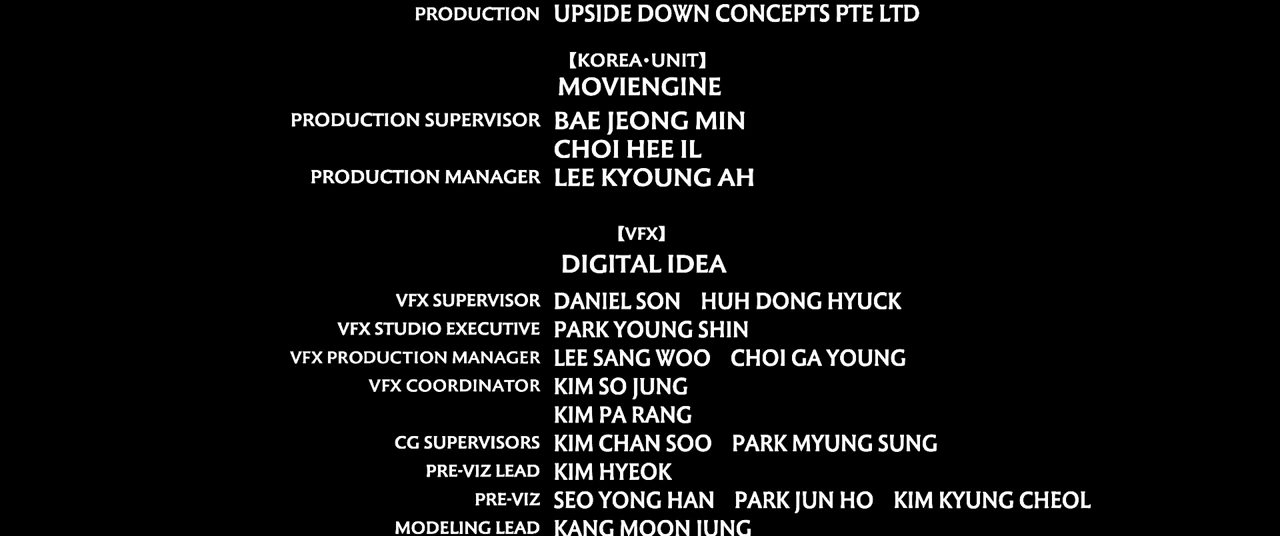 PRODUCTION UPSIDE DOWN CONCEPTS PTE LTD
【KOREA・UNIT】
MOVIENGINE
PRODUCTION SUPERVISOR BAE JEONG MIN
CHOI HEE IL
PRODUCTION MANAGER LEE KYOUNG AH
【VFX】
DIGITAL IDEA
VFX SUPERVISOR DANIEL SON HUH DONG HYUCK
VFX STUDIO EXECUTIVE PARK YOUNG SHIN
VFX PRODUCTION MANAGER LEE SANG WOO CHOI GA YOUNG
VFX COORDINATOR KIM SO JUNG
KIM PA RANG
CG SUPERVISORS KIM CHAN SOO PARK MYUNG SUNG
PRE-VIZ LEAD KIM HYEOK
PRE-VIZ SEO YONG HAN PARK JUN HO KIM KYUNG CHEOL
MODELING LEAD KANG MOON JUNG